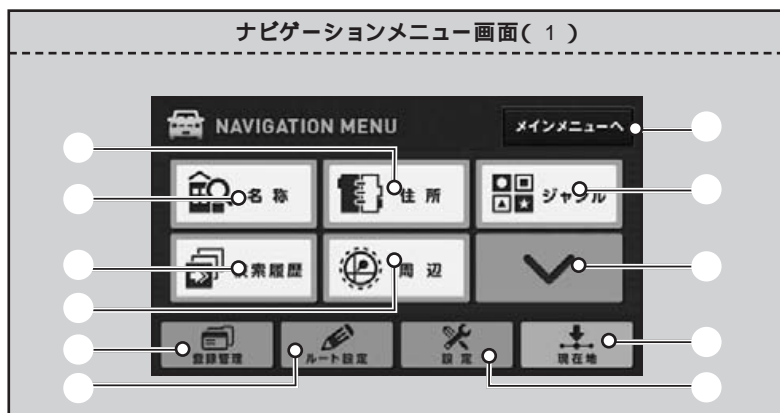 ナビゲーションメニュー画面( 1 )
NAVIGATION MENU
メインメニューへ
名 称
住 所
ジャンル
検索履歴
周 辺
登録管理
ルート設定
設 定
現在地